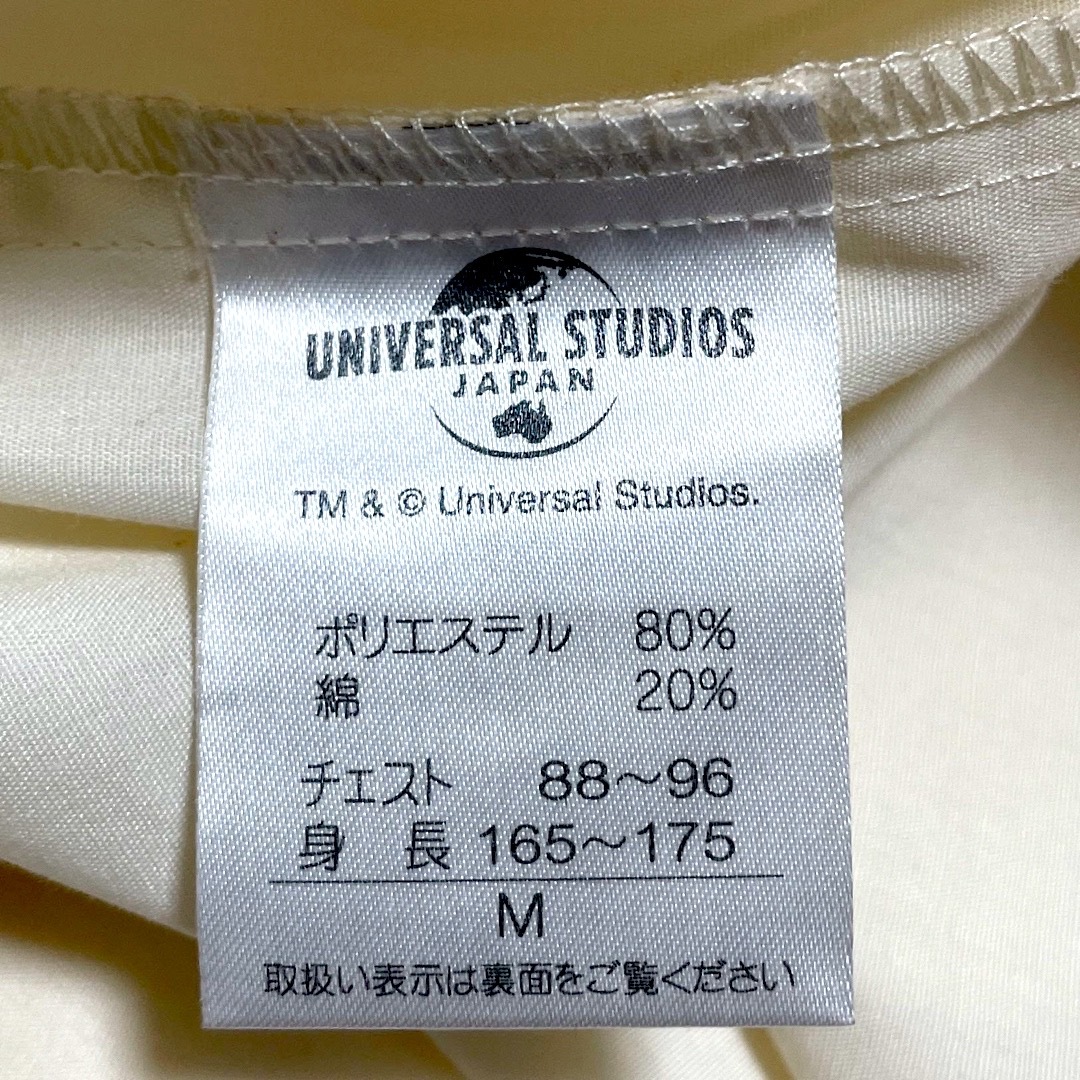 UNIVERSAL STUDIOS
JAPAN
TM & © Universal Studios.
ポリエステル 80%
綿 20%
チェスト 88～96
身 長 165～175
M
取扱い表示は裏面をご覧ください